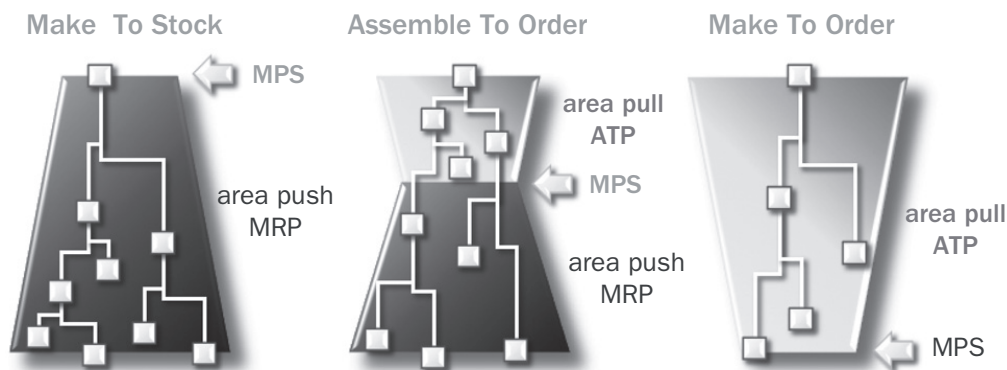 Make To Stock
Assemble To Order
Make To Order
MPS
area push
MRP
area pull
ATP
MPS
area push
MRP
area pull
ATP
MPS